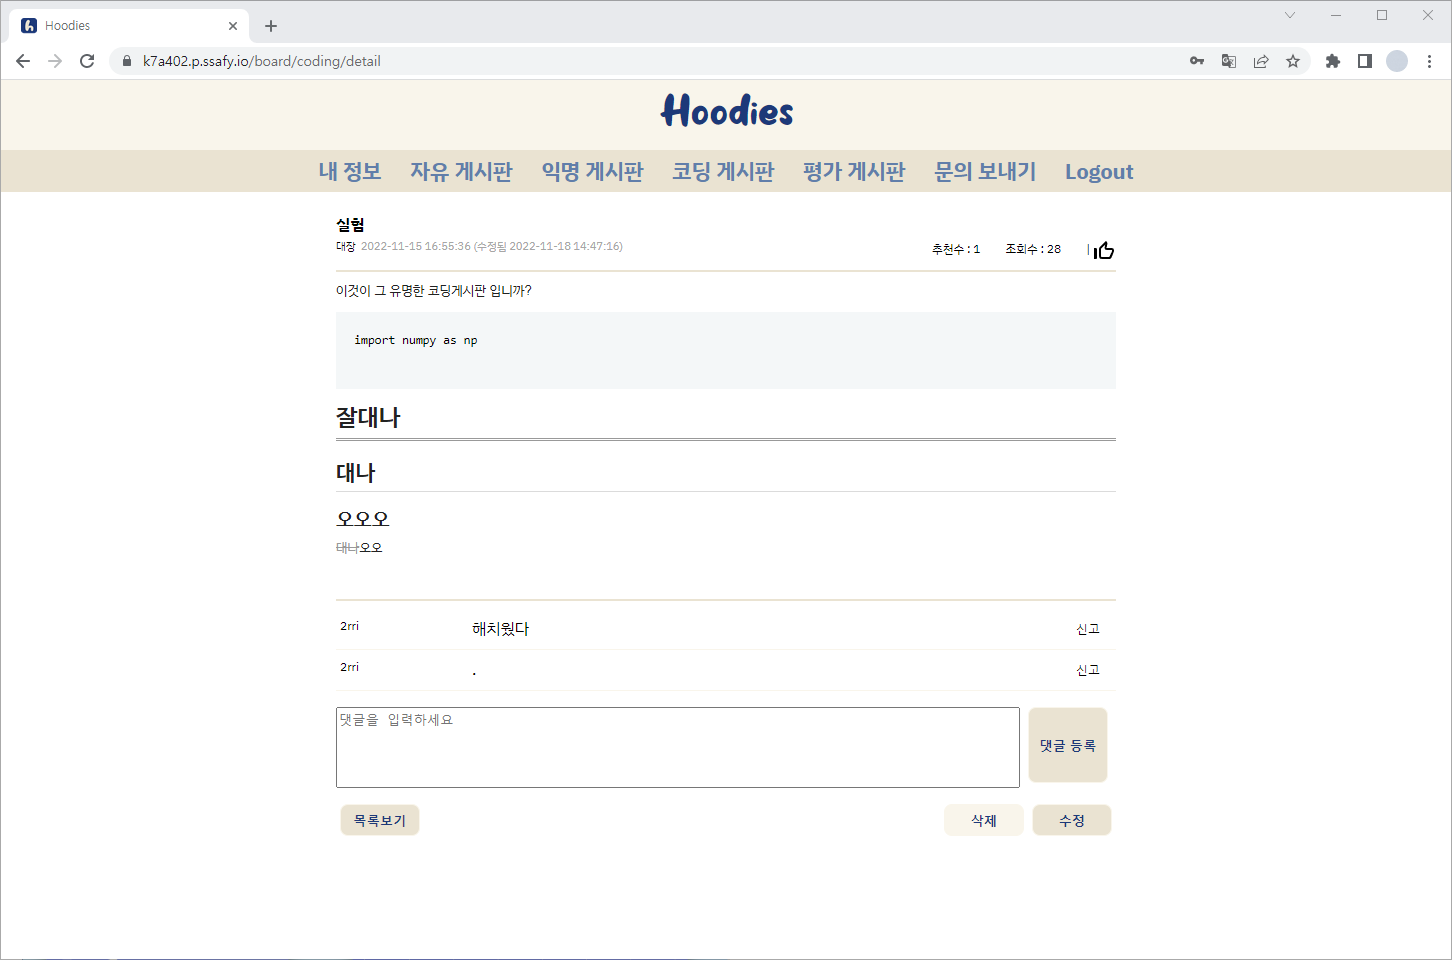 Hoodies
k7a402.p.ssafy.io/board/coding/detail
Hoodies
내 정보 자유 게시판 익명 게시판 코딩 게시판 평가 게시판 문의 보내기 Logout
실험
대장 2022-11-15 16:55:36 (수정됨 2022-11-18 14:47:16) 추천수 : 1 조회수 : 28 |
이것이 그 유명한 코딩게시판 입니까?
import numpy as np
잘대나
대나
오오오
태나오오
2rri 해치웠다 신고
2rri . 신고
댓글을 입력하세요
댓글 등록
목록보기 삭제 수정